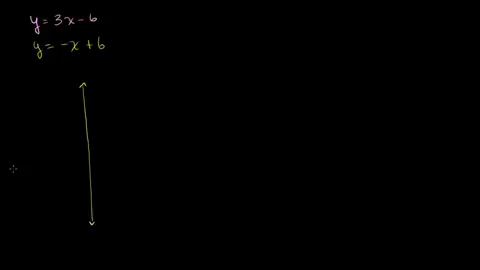 y = 3x - 6
y = -x + 6